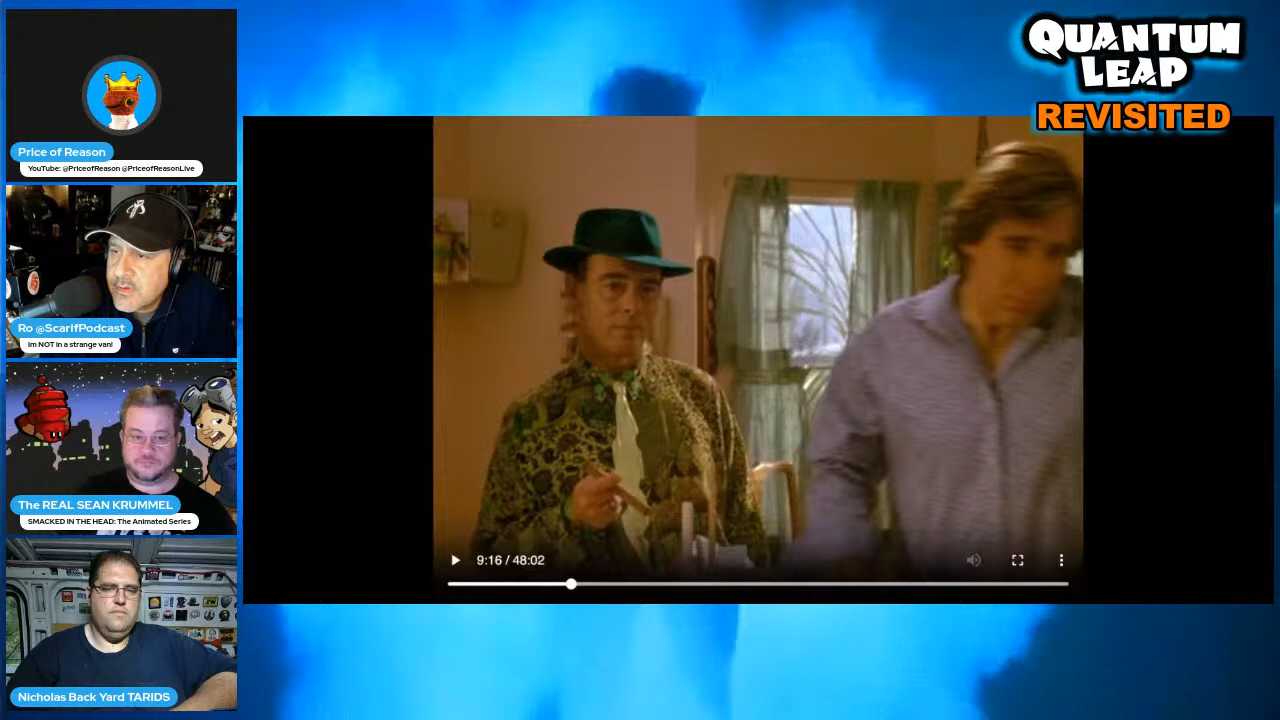 QUANTUM
LEAP
REVISITED
Price of Reason
YouTube: @PriceofReason @PriceofReasonLive
Ro @ScarifPodcast
Im NOT in a strange van!
The REAL SEAN KRUMMEL
SMACKED IN THE HEAD: The Animated Series
Nicholas Back Yard TARIDS
9:16 / 48:02